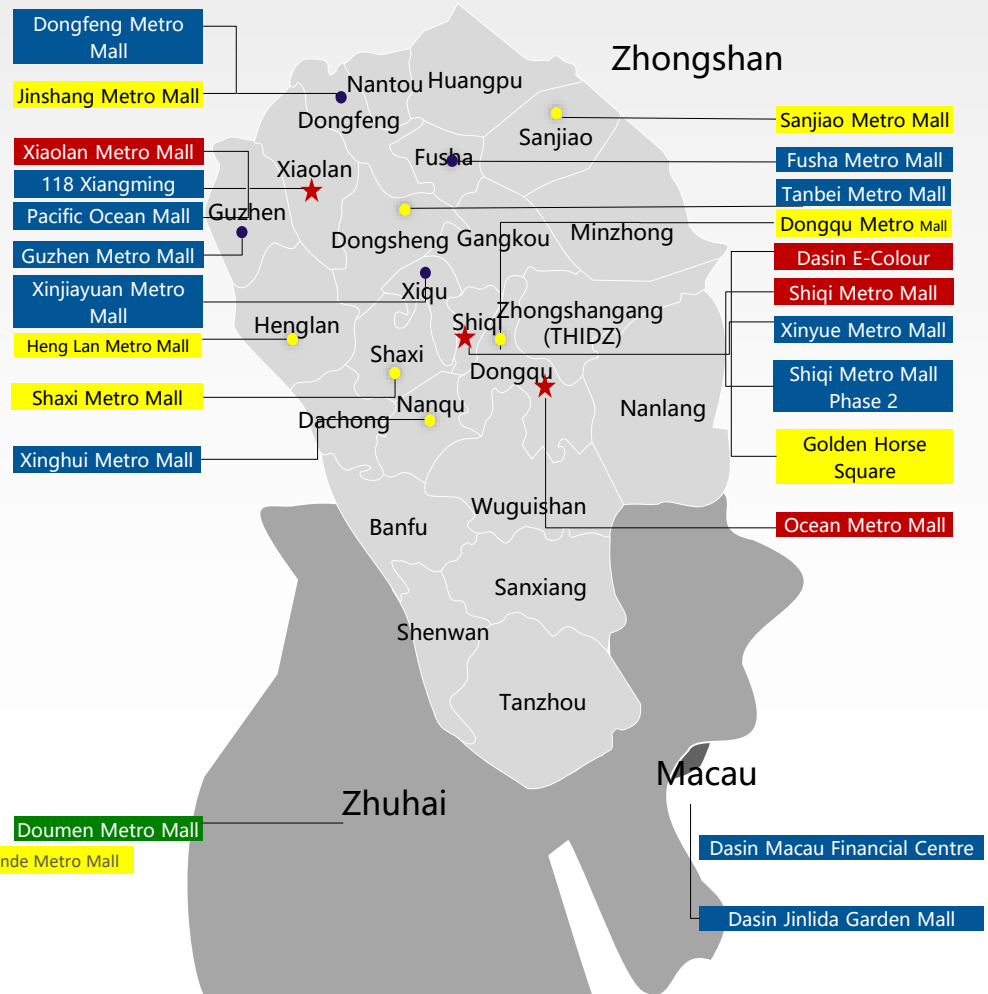 Dongfeng Metro
Mall
Jinshang Metro Mall
Xiaolan Metro Mall
118 Xiangming
Pacific Ocean Mall
Guzhen Metro Mall
Xinjiayuan Metro
Mall
Heng Lan Metro Mall
Shaxi Metro Mall
Xinghui Metro Mall
Doumen Metro Mall
nde Metro Mall
Zhongshan
Nantou
Huangpu
Dongfeng
Sanjiao
Fusha
Xiaolan
Guzhen
Dongsheng
Gangkou
Minzhong
Xiqu
Zhongshangang
(THIDZ)
Henglan
Shiqi
Shaxi
Dongqu
Nanqu
Dachong
Nanlang
Wuguishan
Banfu
Sanxiang
Shenwan
Tanzhou
Zhuhai
Macau
Sanjiao Metro Mall
Fusha Metro Mall
Tanbei Metro Mall
Dongqu Metro Mall
Dasin E-Colour
Shiqi Metro Mall
Xinyue Metro Mall
Shiqi Metro Mall
Phase 2
Golden Horse
Square
Ocean Metro Mall
Dasin Macau Financial Centre
Dasin Jinlida Garden Mall